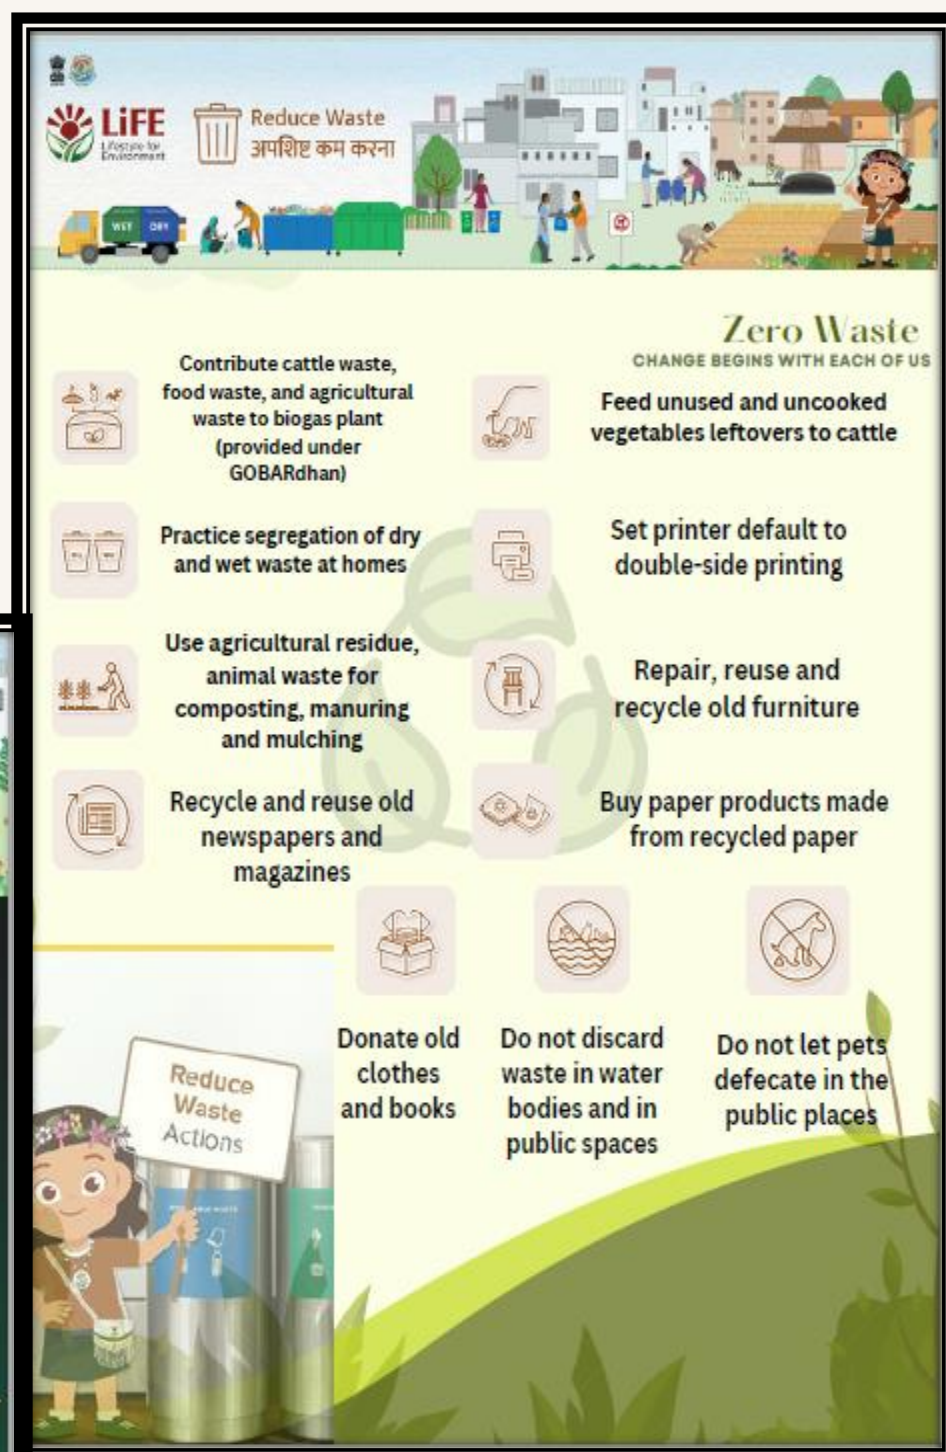 LiFE
Lifestyle for
Environment
Reduce Waste
अपशिष्ट कम करना
WET
DRY
Zero Waste
CHANGE BEGINS WITH EACH OF US
Contribute cattle waste,
food waste, and agricultural
waste to biogas plant
(provided under
GOBARdhan)
Feed unused and uncooked
vegetables leftovers to cattle
Practice segregation of dry
and wet waste at homes
Set printer default to
double-side printing
Use agricultural residue,
animal waste for
composting, manuring
and mulching
Repair, reuse and
recycle old furniture
Recycle and reuse old
newspapers and
magazines
Buy paper products made
from recycled paper
Donate old
clothes
and books
Do not discard
waste in water
bodies and in
public spaces
Do not let pets
defecate in the
public places
Reduce
Waste
Actions